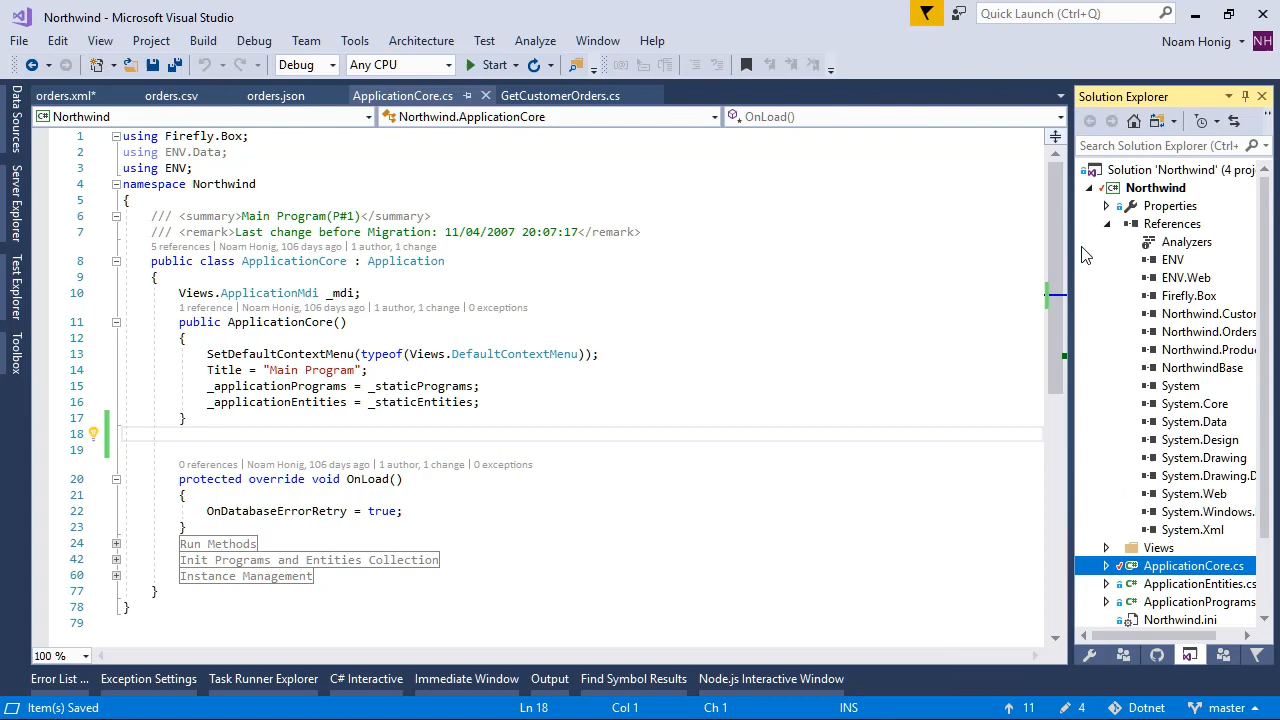 Northwind - Microsoft Visual Studio
Quick Launch (Ctrl+Q)
File Edit View Project Build Debug Team Tools Architecture Test Analyze Window Help
Noam Honig NH
Debug Any CPU Start
orders.xml* orders.csv orders.json ApplicationCore.cs GetCustomerOrders.cs
Northwind Northwind.ApplicationCore OnLoad()
Data Sources
Server Explorer
SQL Server Object Explorer
Toolbox
1 using Firefly.Box;
2 using ENV.Data;
3 using ENV;
4 namespace Northwind
5 {
6 /// <summary>Main Program(P#1)</summary>
7 /// <remark>Last change before Migration: 11/04/2007 20:07:17</remark>
5 references | Noam Honig, 106 days ago | 1 author, 1 change
8 public class ApplicationCore : Application
9 {
10 Views.ApplicationMdi _mdi;
1 reference | Noam Honig, 106 days ago | 1 author, 1 change | 0 exceptions
11 public ApplicationCore()
12 {
13 SetDefaultContextMenu(typeof(Views.DefaultContextMenu));
14 Title = "Main Program";
15 _applicationPrograms = _staticPrograms;
16 _applicationEntities = _staticEntities;
17 }
18
19
0 references | Noam Honig, 106 days ago | 1 author, 1 change | 0 exceptions
20 protected override void OnLoad()
21 {
22 OnDatabaseErrorRetry = true;
23 }
24 Run Methods
42 Init Programs and Entities Collection
60 Instance Management
77 }
78 }
79
100 %
Solution Explorer
Search Solution Explorer (Ctrl+
Solution 'Northwind' (4 proj
C# Northwind
Properties
References
Analyzers
ENV
ENV.Web
Firefly.Box
Northwind.Custo
Northwind.Orders
Northwind.Produ
NorthwindBase
System
System.Core
System.Data
System.Design
System.Drawing
System.Drawing.D
System.Web
System.Windows.
System.Xml
Views
C# ApplicationCore.cs
C# ApplicationEntities.cs
C# ApplicationPrograms
Northwind.ini
Error List ... Exception Settings Task Runner Explorer C# Interactive Immediate Window Output Find Symbol Results Node.js Interactive Window
Item(s) Saved Ln 18 Col 1 Ch 1 INS 11 4 Dotnet master